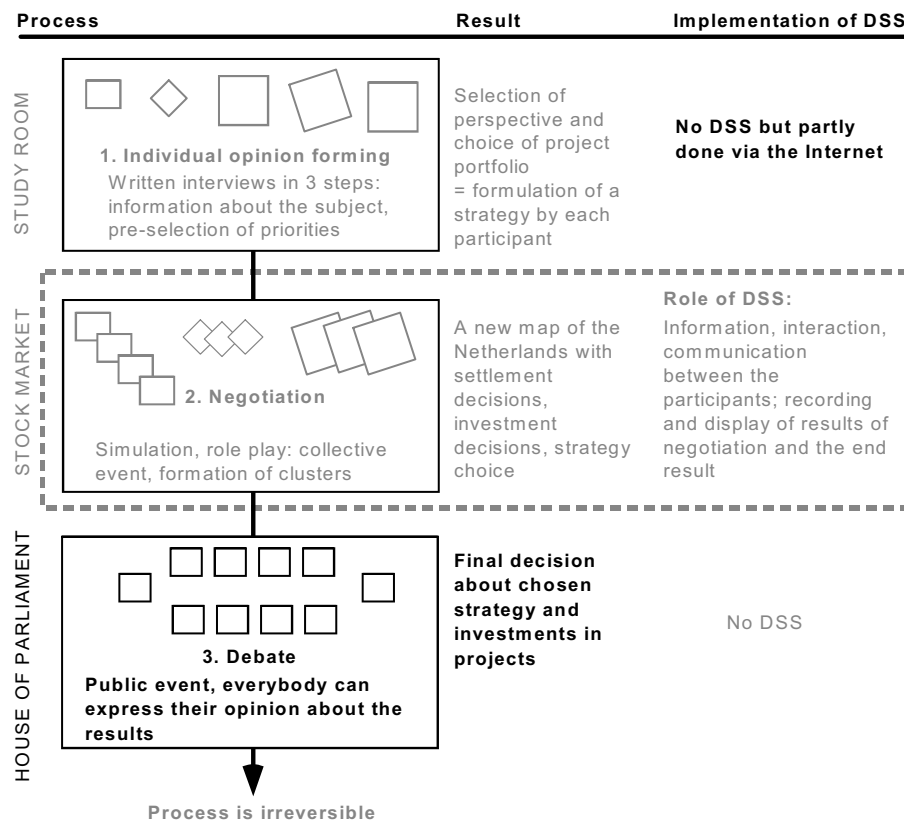 Process
Result
Implementation of DSS
STUDY ROOM
1. Individual opinion forming
Written interviews in 3 steps:
information about the subject,
pre-selection of priorities
Selection of
perspective and
choice of project
portfolio
= formulation of a
strategy by each
participant
No DSS but partly
done via the Internet
STOCK MARKET
2. Negotiation
Simulation, role play: collective
event, formation of clusters
A new map of the
Netherlands with
settlement
decisions,
investment
decisions, strategy
choice
Role of DSS:
Information, interaction,
communication
between the
participants; recording
and display of results of
negotiation and the end
result
HOUSE OF PARLIAMENT
3. Debate
Public event, everybody can
express their opinion about the
results
Final decision
about chosen
strategy and
investments in
projects
No DSS
Process is irreversible